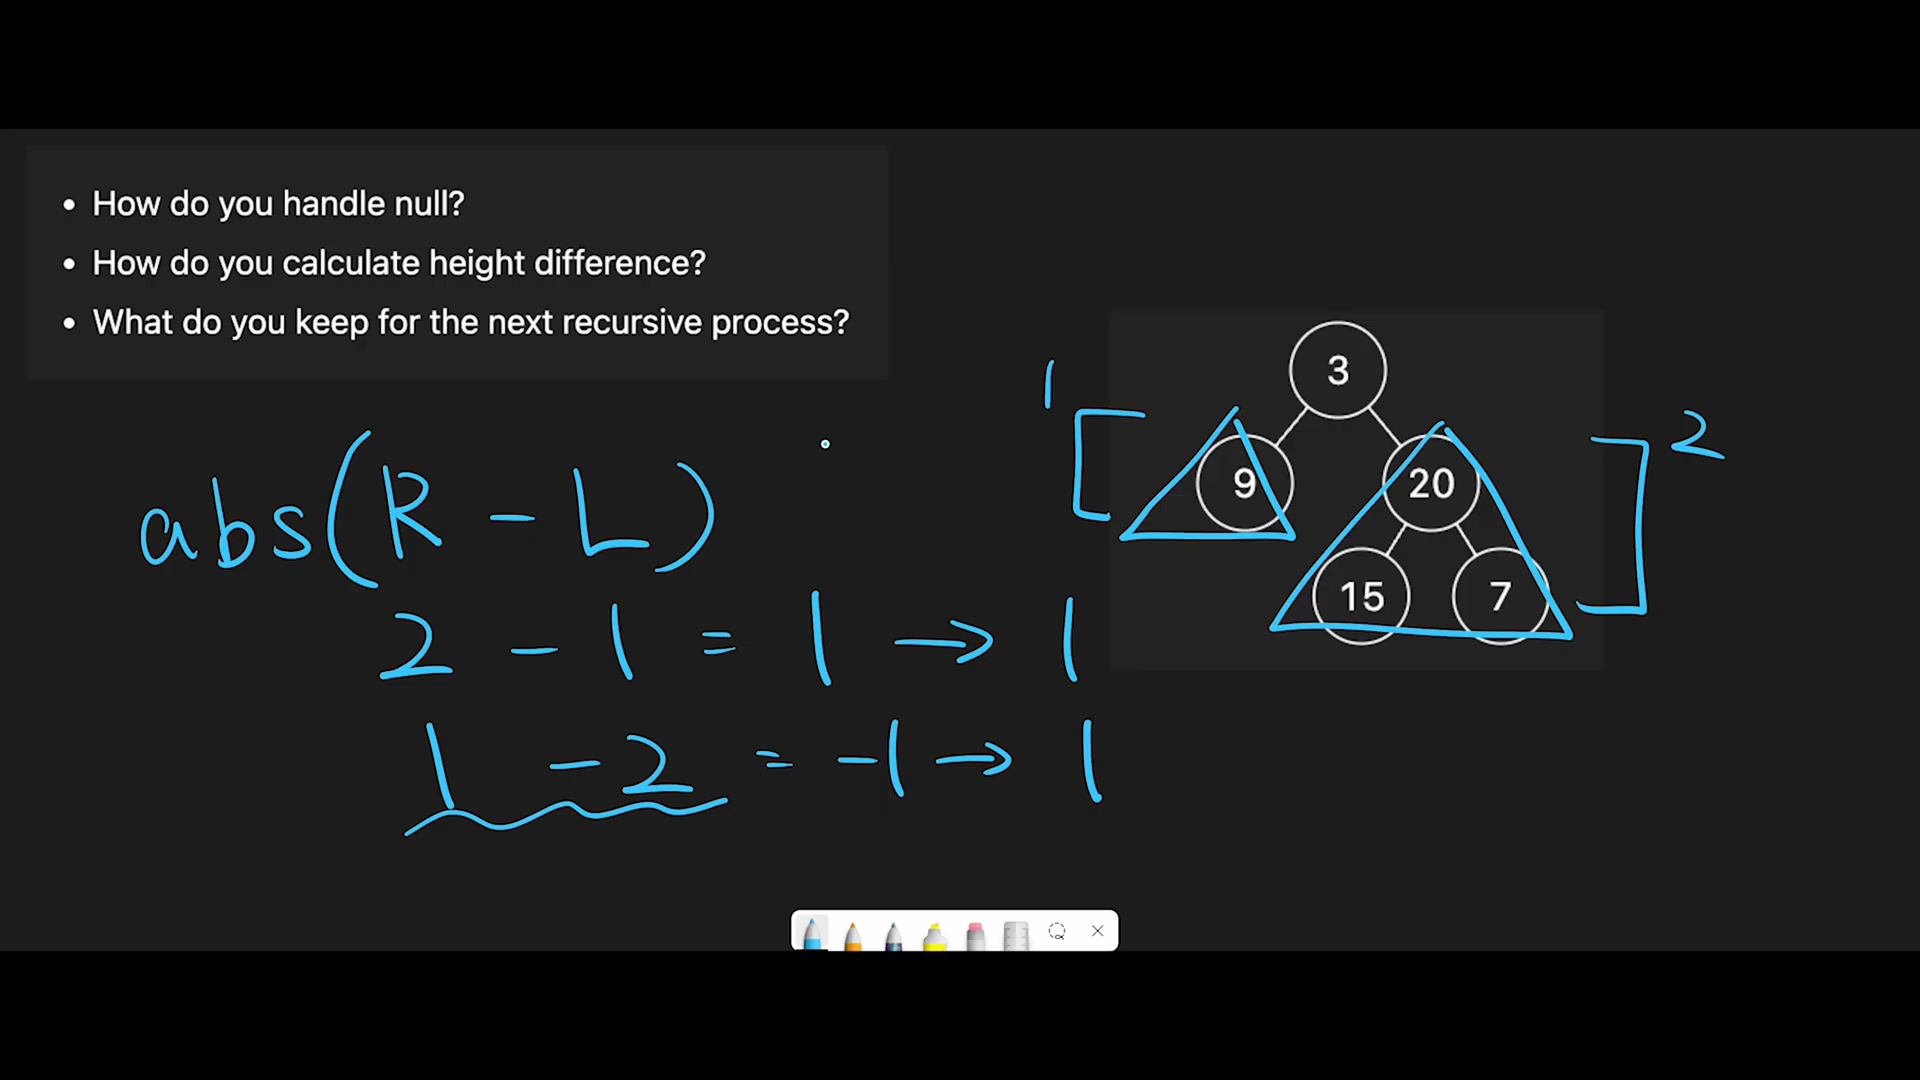 • How do you handle null?
• How do you calculate height difference?
• What do you keep for the next recursive process?
3
1
2
9
20
abs(R - L)
15
7
2 - 1 = 1 → 1
1 - 2 = -1 → 1